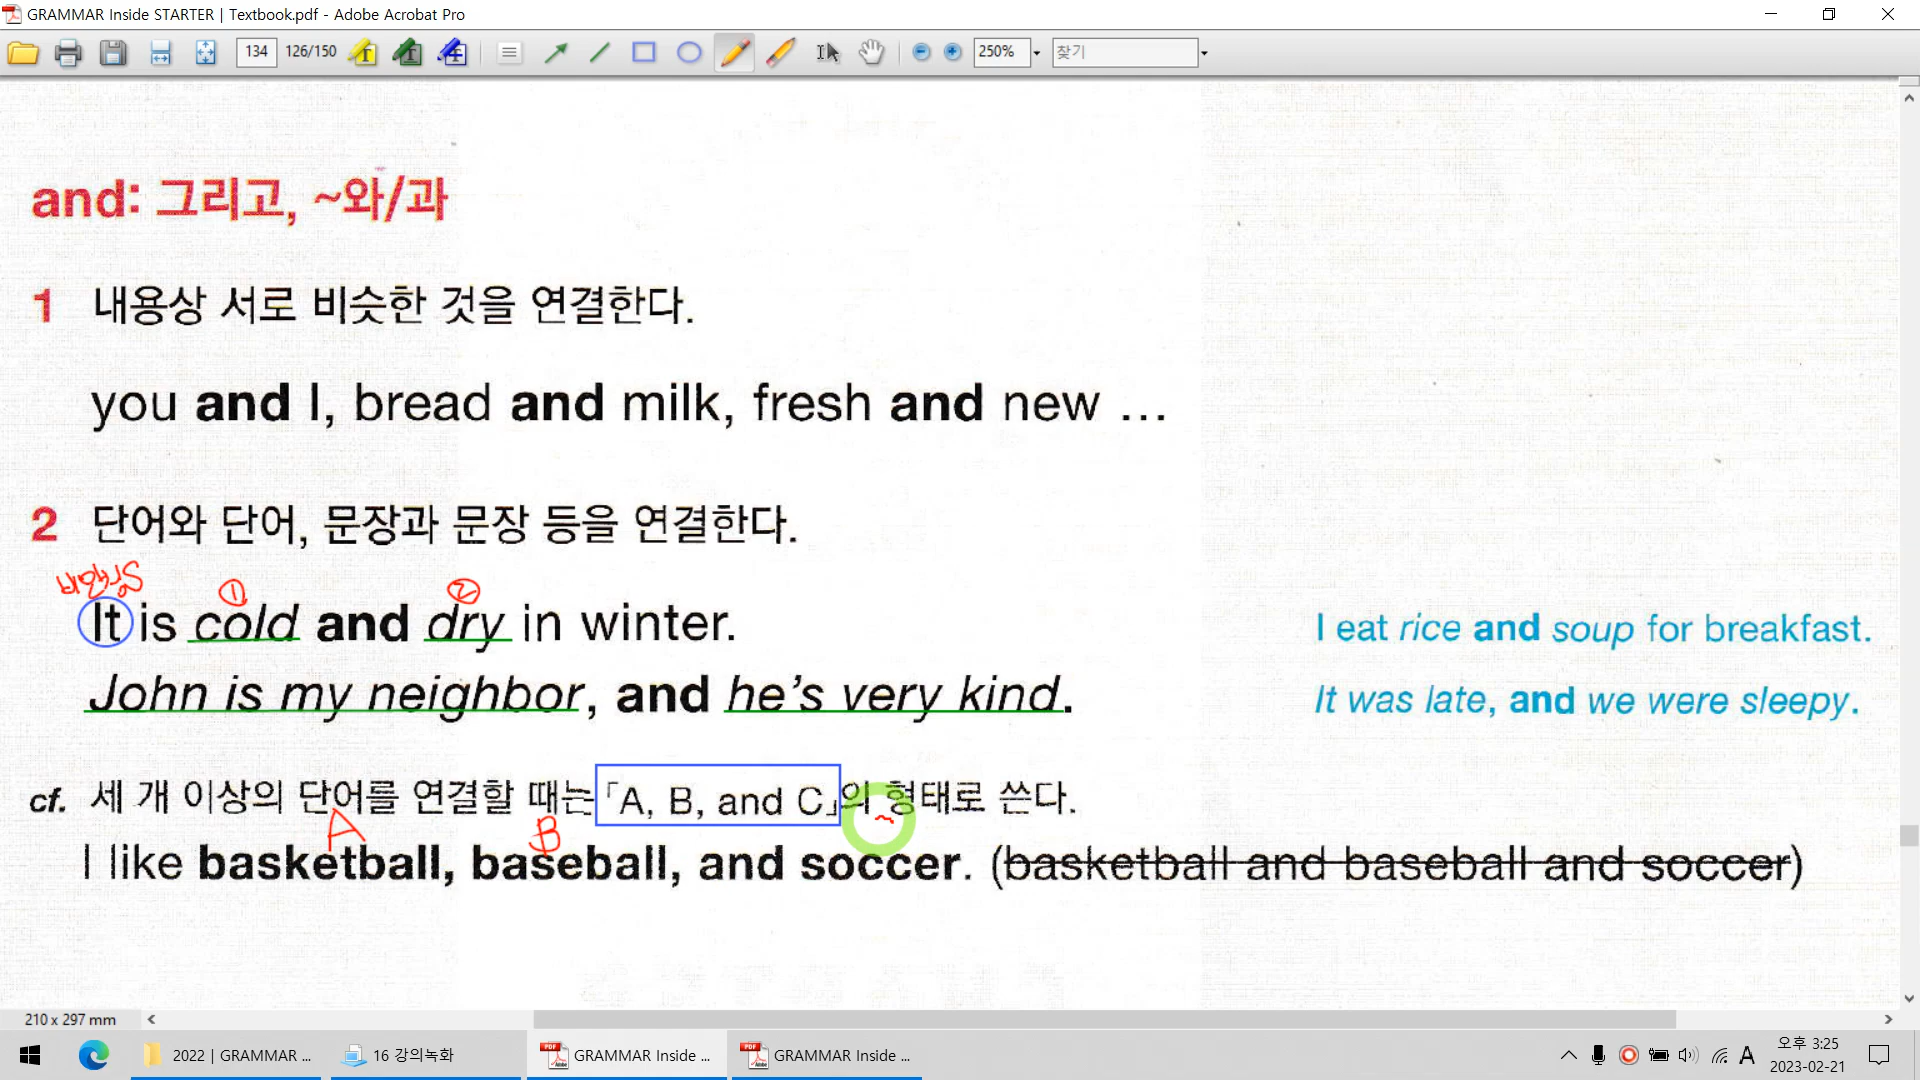 GRAMMAR Inside STARTER | Textbook.pdf - Adobe Acrobat Pro
134 126/150 T T T 250% 찾기
and: 그리고, ~와/과
1 내용상 서로 비슷한 것을 연결한다.
you and I, bread and milk, fresh and new ...
2 단어와 단어, 문장과 문장 등을 연결한다.
비인칭S ① ②
It is cold and dry in winter.
I eat rice and soup for breakfast.
John is my neighbor, and he's very kind.
It was late, and we were sleepy.
cf. 세 개 이상의 단어를 연결할 때는 「A, B, and C」의 형태로 쓴다.
A B
I like basketball, baseball, and soccer. (basketball and baseball and soccer)
210 x 297 mm
2022 | GRAMMAR ... 16 강의녹화 GRAMMAR Inside ... GRAMMAR Inside ... A 오후 3:25
2023-02-21